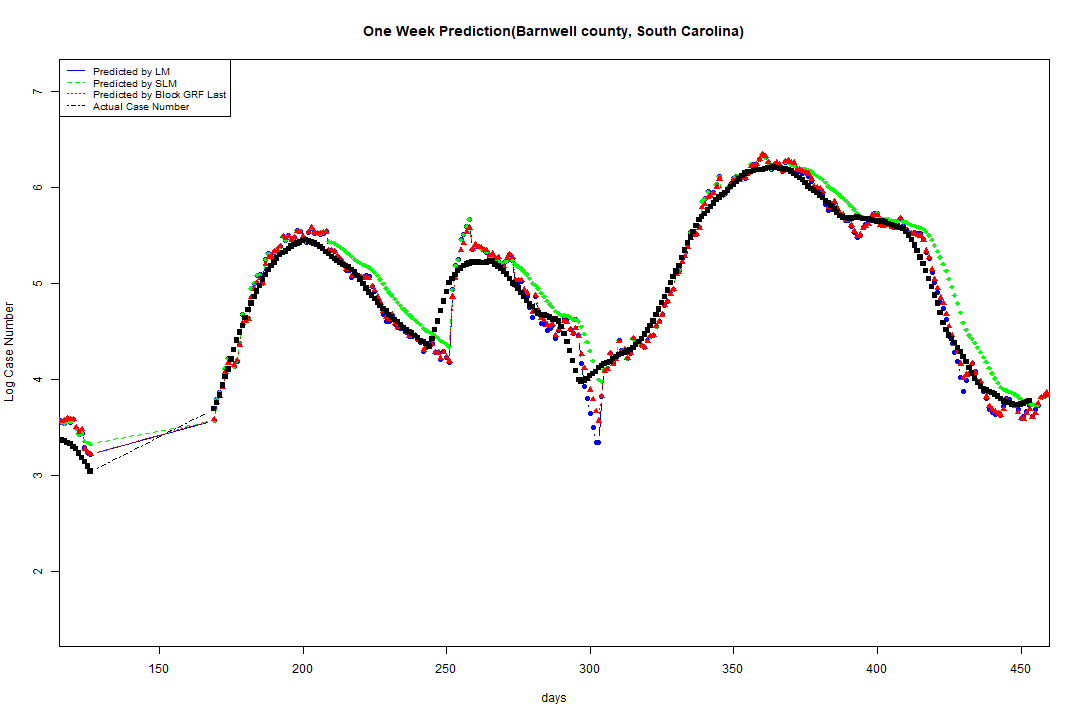 One Week Prediction(Barnwell county, South Carolina)
Predicted by LM
Predicted by SLM
Predicted by Block GRF Last
Actual Case Number
7
6
5
4
3
2
Log Case Number
150 200 250 300 350 400 450
days